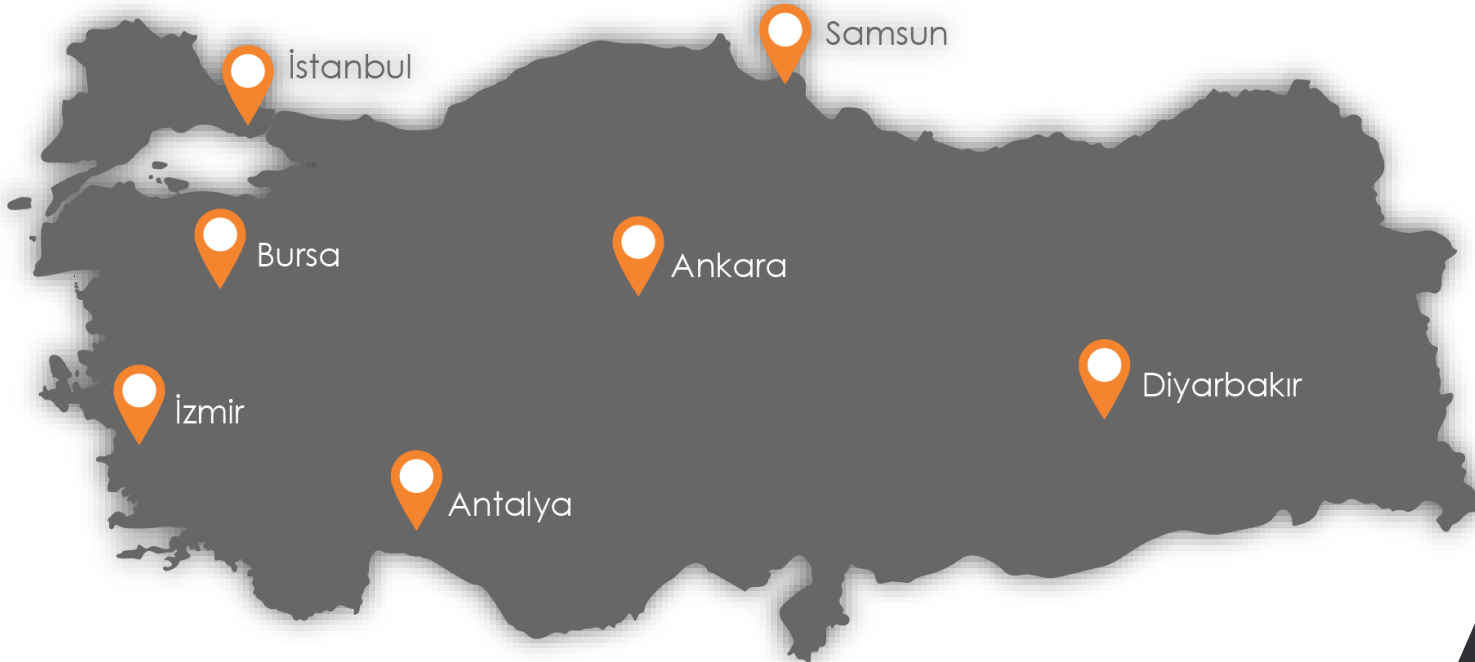 Samsun
İstanbul
Bursa
Ankara
Diyarbakır
İzmir
Antalya